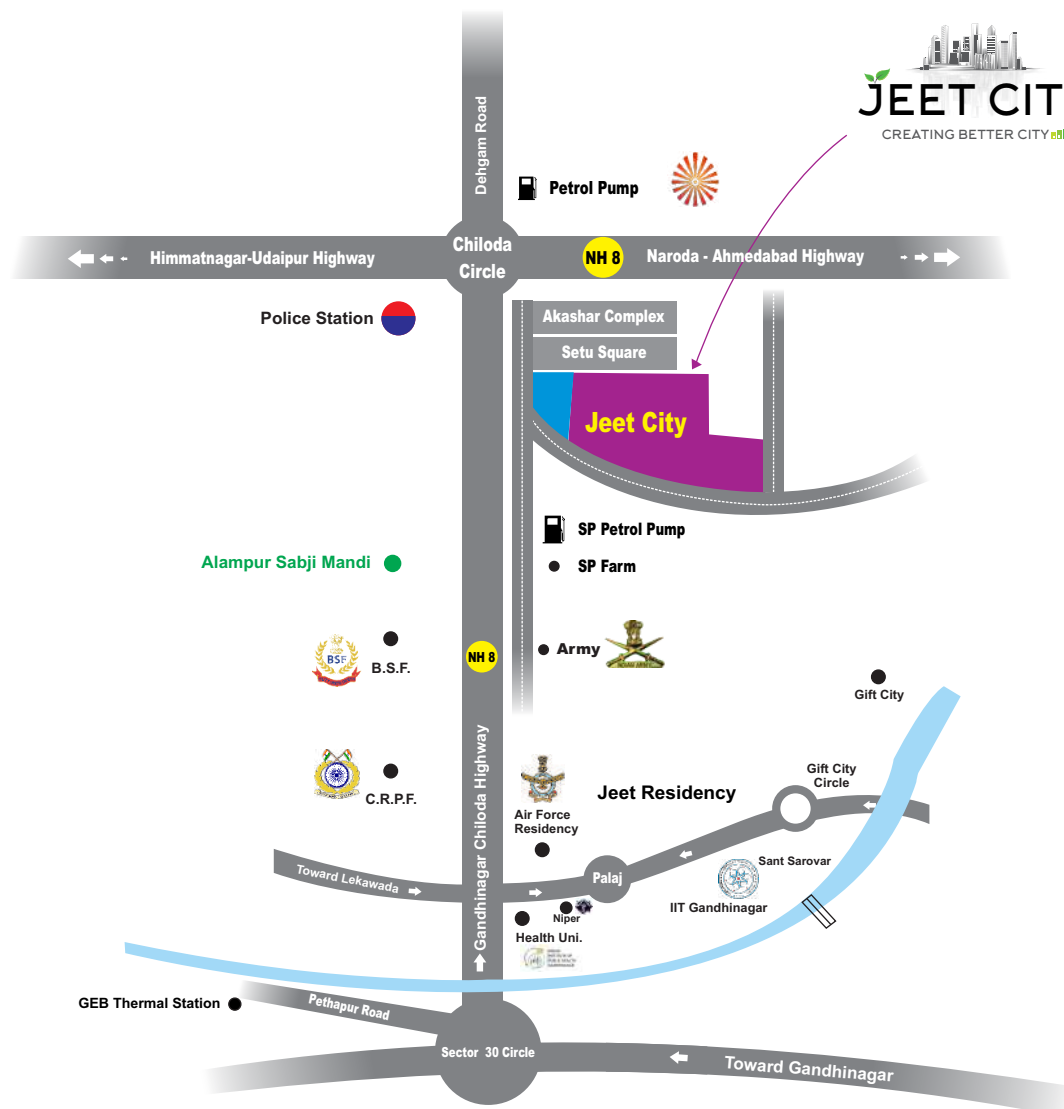 JEET CIT
CREATING BETTER CITY
Dehgam Road
Petrol Pump
Himmatnagar-Udaipur Highway
Chiloda
Circle
NH 8
Naroda - Ahmedabad Highway
Police Station
Akashar Complex
Setu Square
Jeet City
SP Petrol Pump
Alampur Sabji Mandi
SP Farm
BSF
B.S.F.
NH 8
Army
Gift City
C.R.P.F.
Gandhinagar Chiloda Highway
Air Force
Residency
Jeet Residency
Gift City
Circle
Toward Lekawada
Palaj
Sant Sarovar
IIT Gandhinagar
Niper
Health Uni.
GEB Thermal Station
Pethapur Road
Sector 30 Circle
Toward Gandhinagar